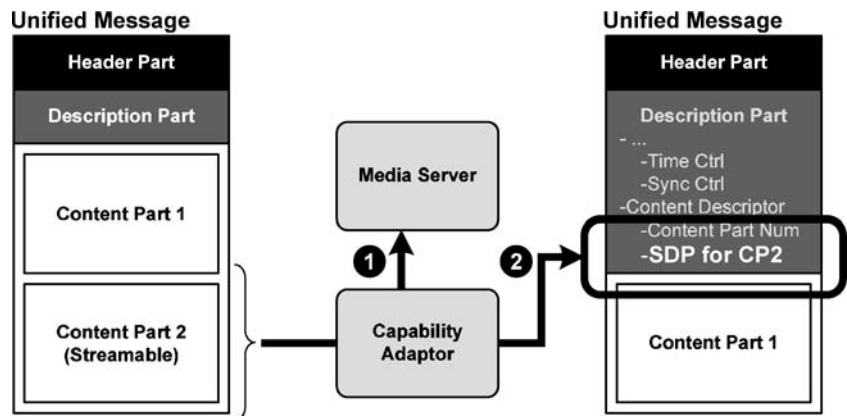 Unified Message
Header Part
Description Part
Content Part 1
Content Part 2
(Streamable)
Media Server
1
2
Capability
Adaptor
Unified Message
Header Part
Description Part
- ...
-Time Ctrl
-Sync Ctrl
-Content Descriptor
-Content Part Num
-SDP for CP2
Content Part 1